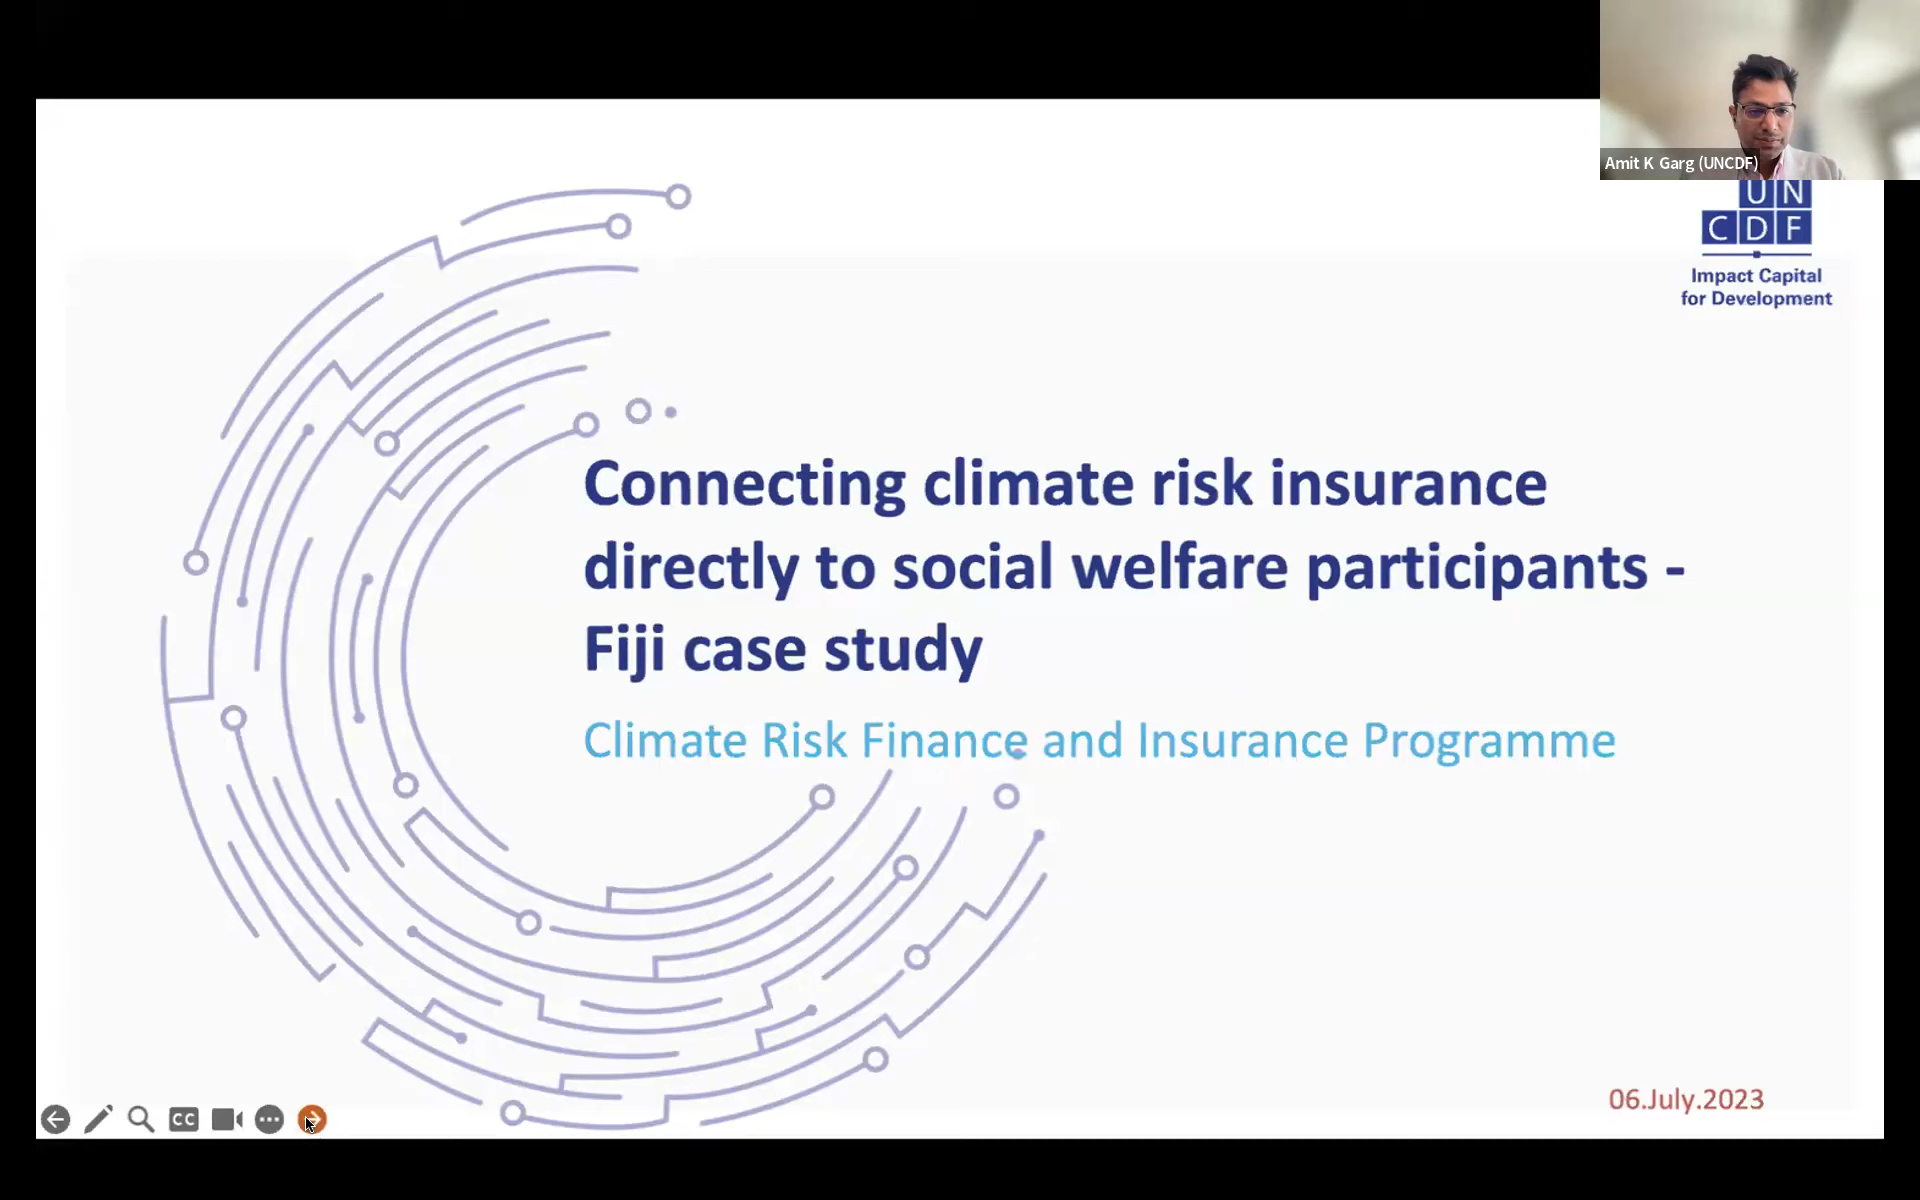 Amit K Garg (UNCDF)
UN
CDF
Impact Capital
for Development
Connecting climate risk insurance
directly to social welfare participants -
Fiji case study
Climate Risk Finance and Insurance Programme
06.July.2023
CC